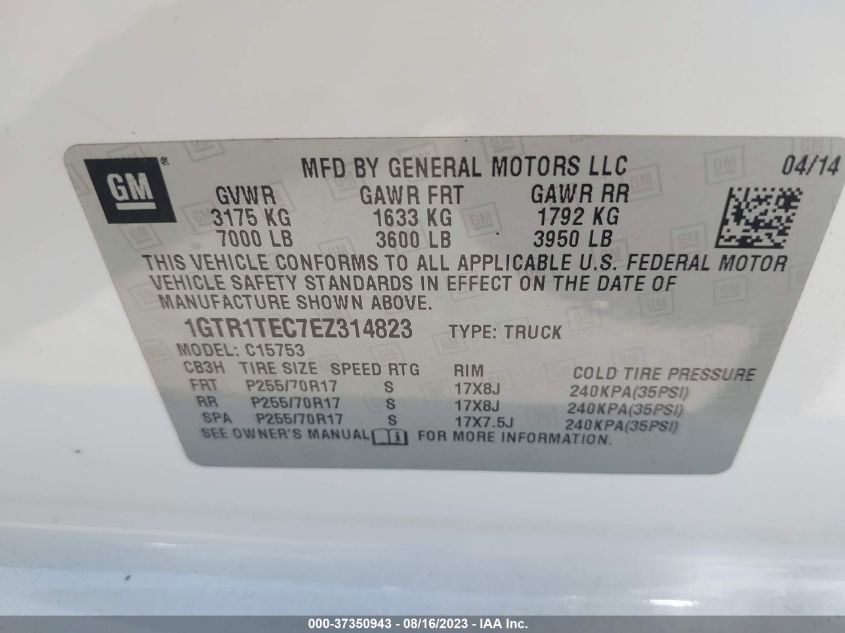 GM®
MFD BY GENERAL MOTORS LLC 04/14
GVWR GAWR FRT GAWR RR
3175 KG 1633 KG 1792 KG
7000 LB 3600 LB 3950 LB
THIS VEHICLE CONFORMS TO ALL APPLICABLE U.S. FEDERAL MOTOR
VEHICLE SAFETY STANDARDS IN EFFECT ON THE DATE OF
MANUFACTURE SHOWN ABOVE.
1GTR1TEC7EZ314823 TYPE: TRUCK
MODEL: C15753
CB3H TIRE SIZE SPEED RTG RIM COLD TIRE PRESSURE
FRT P255/70R17 S 17X8J 240KPA(35PSI)
RR P255/70R17 S 17X8J 240KPA(35PSI)
SPA P255/70R17 S 17X7.5J 240KPA(35PSI)
SEE OWNER'S MANUAL FOR MORE INFORMATION.
000-37350943 - 08/16/2023 - IAA Inc.